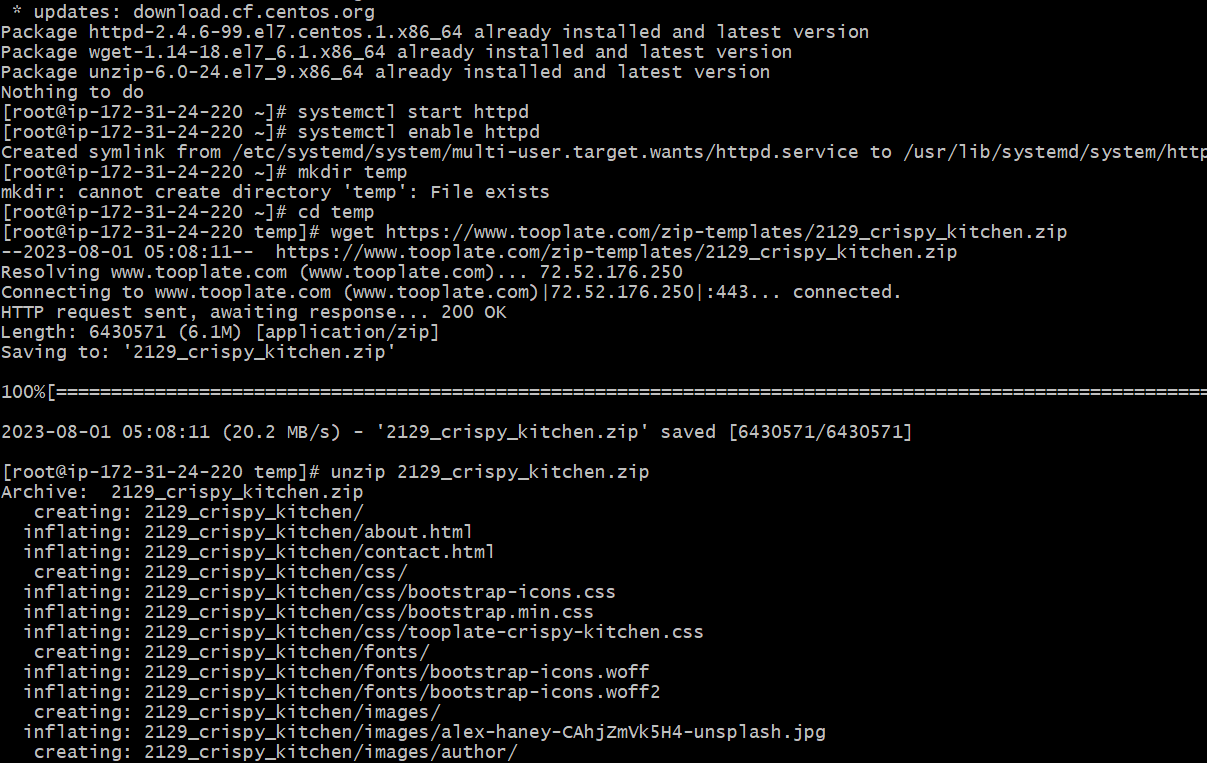 * updates: download.cf.centos.org
Package httpd-2.4.6-99.el7.centos.1.x86_64 already installed and latest version
Package wget-1.14-18.el7_6.1.x86_64 already installed and latest version
Package unzip-6.0-24.el7_9.x86_64 already installed and latest version
Nothing to do
[root@ip-172-31-24-220 ~]# systemctl start httpd
[root@ip-172-31-24-220 ~]# systemctl enable httpd
Created symlink from /etc/systemd/system/multi-user.target.wants/httpd.service to /usr/lib/systemd/system/http
[root@ip-172-31-24-220 ~]# mkdir temp
mkdir: cannot create directory 'temp': File exists
[root@ip-172-31-24-220 ~]# cd temp
[root@ip-172-31-24-220 temp]# wget https://www.tooplate.com/zip-templates/2129_crispy_kitchen.zip
--2023-08-01 05:08:11--  https://www.tooplate.com/zip-templates/2129_crispy_kitchen.zip
Resolving www.tooplate.com (www.tooplate.com)... 72.52.176.250
Connecting to www.tooplate.com (www.tooplate.com)|72.52.176.250|:443... connected.
HTTP request sent, awaiting response... 200 OK
Length: 6430571 (6.1M) [application/zip]
Saving to: '2129_crispy_kitchen.zip'
100%[=========================================================================================================
2023-08-01 05:08:11 (20.2 MB/s) - '2129_crispy_kitchen.zip' saved [6430571/6430571]
[root@ip-172-31-24-220 temp]# unzip 2129_crispy_kitchen.zip
Archive:  2129_crispy_kitchen.zip
   creating: 2129_crispy_kitchen/
  inflating: 2129_crispy_kitchen/about.html
  inflating: 2129_crispy_kitchen/contact.html
   creating: 2129_crispy_kitchen/css/
  inflating: 2129_crispy_kitchen/css/bootstrap-icons.css
  inflating: 2129_crispy_kitchen/css/bootstrap.min.css
  inflating: 2129_crispy_kitchen/css/tooplate-crispy-kitchen.css
   creating: 2129_crispy_kitchen/fonts/
  inflating: 2129_crispy_kitchen/fonts/bootstrap-icons.woff
  inflating: 2129_crispy_kitchen/fonts/bootstrap-icons.woff2
   creating: 2129_crispy_kitchen/images/
  inflating: 2129_crispy_kitchen/images/alex-haney-CAhjZmVk5H4-unsplash.jpg
   creating: 2129_crispy_kitchen/images/author/